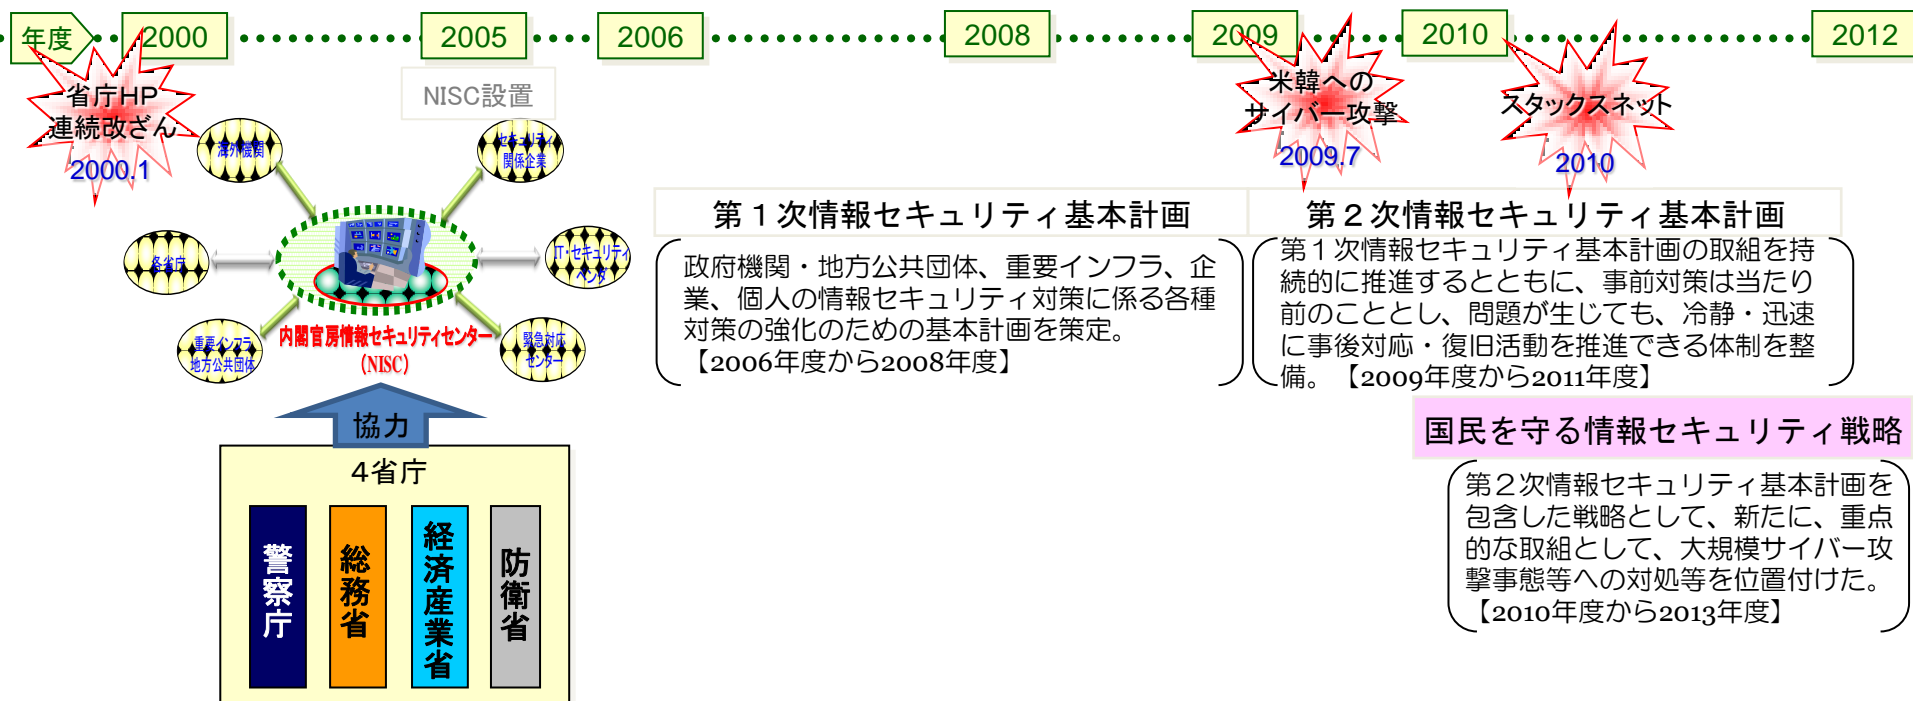 年度
2000
2005
2006
2008
2009
2010
2012
省庁HP
連続改ざん
2000.1
NISC設置
米韓への
サイバー攻撃
2009.7
スタックスネット
2010
海外機関
セキュリティ
関係企業
各省庁
IT・セキュリティ
ベンダ
重要インフラ
地方公共団体
緊急対応
センター
内閣官房情報セキュリティセンター
(NISC)
協力
4省庁
警察庁
総務省
経済産業省
防衛省
第1次情報セキュリティ基本計画
政府機関・地方公共団体、重要インフラ、企
業、個人の情報セキュリティ対策に係る各種
対策の強化のための基本計画を策定。
【2006年度から2008年度】
第2次情報セキュリティ基本計画
第1次情報セキュリティ基本計画の取組を持
続的に推進するとともに、事前対策は当たり
前のこととし、問題が生じても、冷静・迅速
に事後対応・復旧活動を推進できる体制を整
備。【2009年度から2011年度】
国民を守る情報セキュリティ戦略
第2次情報セキュリティ基本計画を
包含した戦略として、新たに、重点
的な取組として、大規模サイバー攻
撃事態等への対処等を位置付けた。
【2010年度から2013年度】